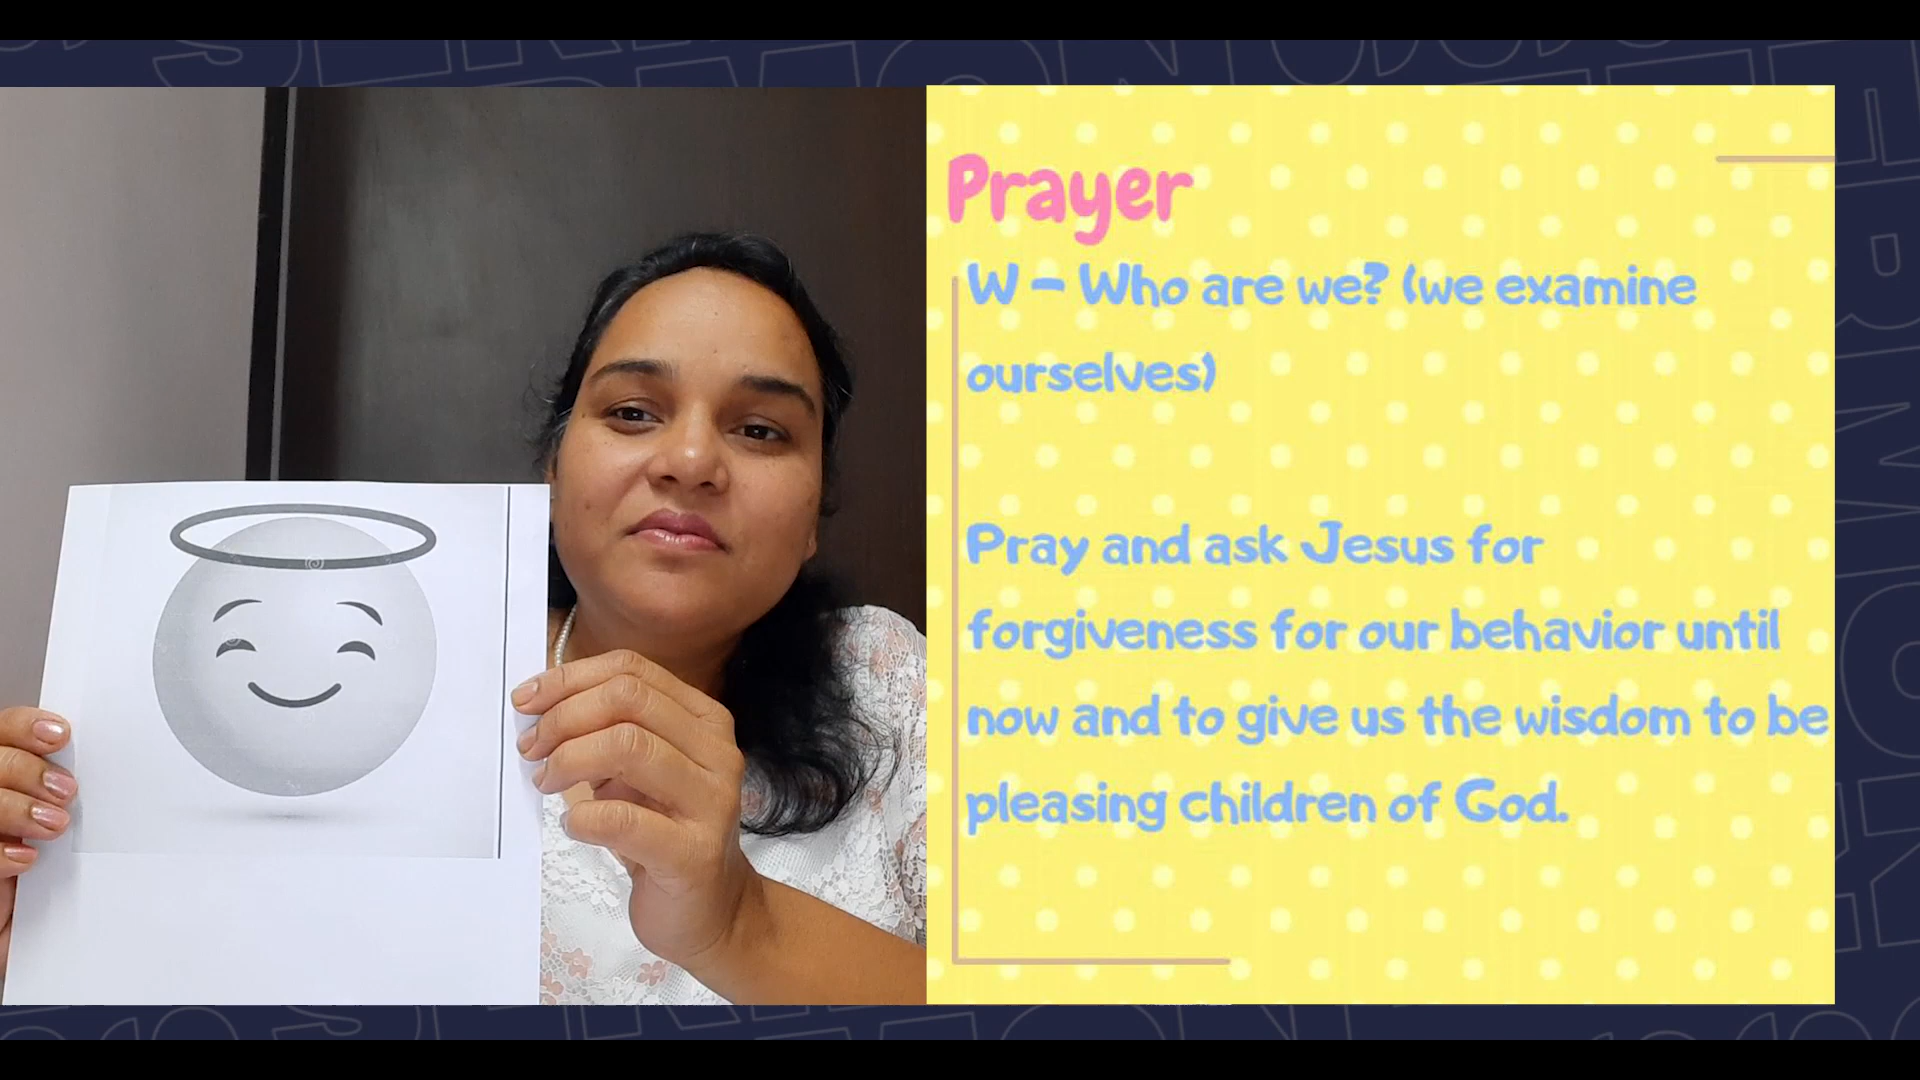 Prayer
W - Who are we? (we examine
ourselves)
Pray and ask Jesus for
forgiveness for our behavior until
now and to give us the wisdom to be
pleasing children of God.